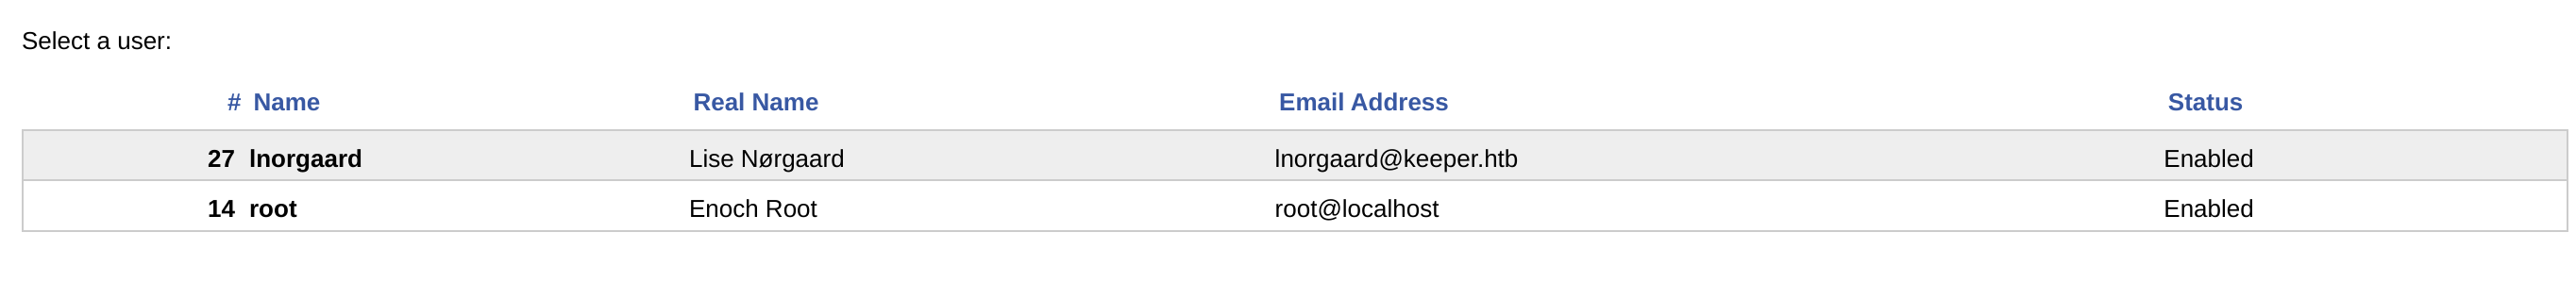 Select a user:
# Name Real Name Email Address Status
27 lnorgaard Lise Nørgaard lnorgaard@keeper.htb Enabled
14 root Enoch Root root@localhost Enabled